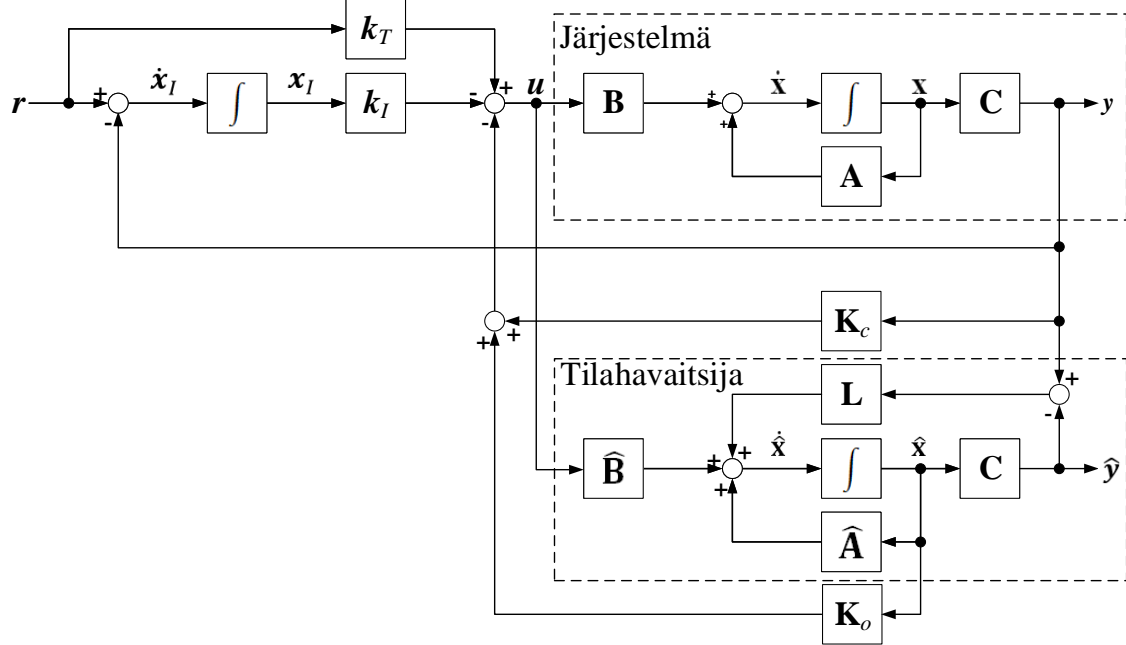 k_T
Järjestelmä
r + - ẋ_I ∫ x_I k_I - + - u B + + ẋ ∫ x C y
A
K_c
+ +
Tilahavaitsija
L + -
B̂ + + + x̂̇ ∫ x̂ C ŷ
Â
K_o